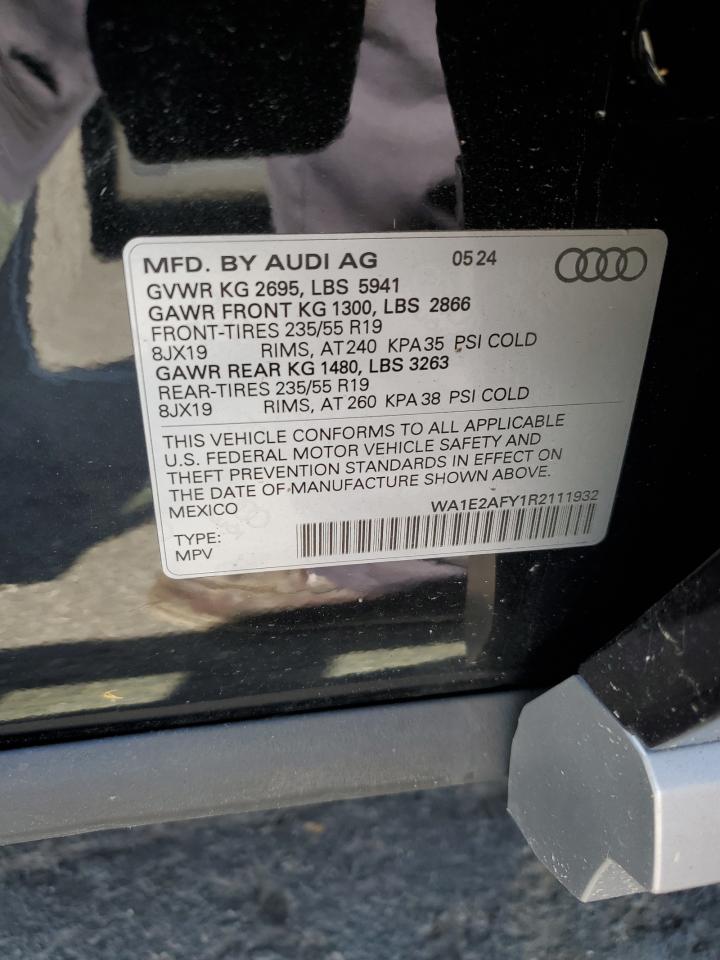 MFD. BY AUDI AG 05 24
GVWR KG 2695, LBS 5941
GAWR FRONT KG 1300, LBS 2866
FRONT-TIRES 235/55 R19
8JX19 RIMS, AT 240 KPA 35 PSI COLD
GAWR REAR KG 1480, LBS 3263
REAR-TIRES 235/55 R19
8JX19 RIMS, AT 260 KPA 38 PSI COLD
THIS VEHICLE CONFORMS TO ALL APPLICABLE
U.S. FEDERAL MOTOR VEHICLE SAFETY AND
THEFT PREVENTION STANDARDS IN EFFECT ON
THE DATE OF MANUFACTURE SHOWN ABOVE.
MEXICO WA1E2AFY1R2111932
TYPE:
MPV